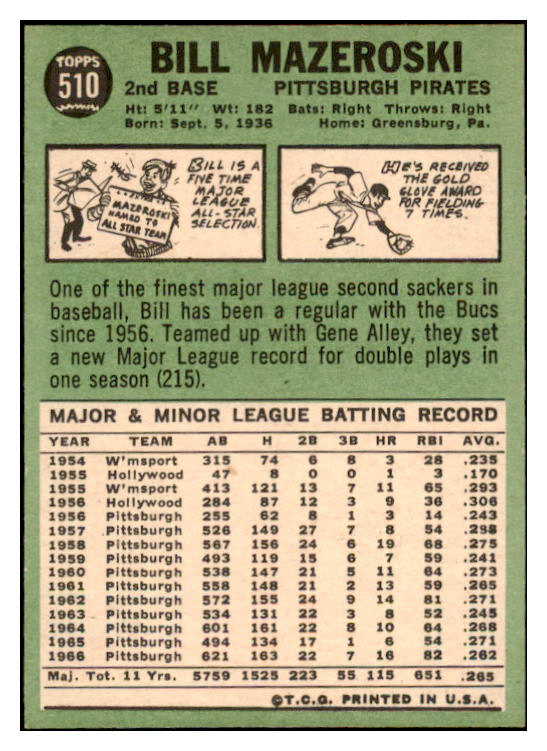 TOPPS
510
BILL MAZEROSKI
2nd BASE PITTSBURGH PIRATES
Ht: 5'11" Wt: 182 Bats: Right Throws: Right
Born: Sept. 5, 1936 Home: Greensburg, Pa.
MAZEROSKI
NAMED TO
ALL STAR TEAM
BILL IS A
FIVE TIME
MAJOR
LEAGUE
ALL-STAR
SELECTION.
HE'S RECEIVED
THE GOLD
GLOVE AWARD
FOR FIELDING
7 TIMES.
One of the finest major league second sackers in
baseball, Bill has been a regular with the Bucs
since 1956. Teamed up with Gene Alley, they set
a new Major League record for double plays in
one season (215).
MAJOR & MINOR LEAGUE BATTING RECORD
YEAR TEAM AB H 2B 3B HR RBI AVG.
1954 W'msport 315 74 6 8 3 28 .235
1955 Hollywood 47 8 0 0 1 3 .170
1955 W'msport 413 121 13 7 11 65 .293
1956 Hollywood 284 87 12 3 9 36 .306
1956 Pittsburgh 255 62 8 1 3 14 .243
1957 Pittsburgh 526 149 27 7 8 54
1958 Pittsburgh 567 156 24 6 19 68 .275
1959 Pittsburgh 493 119 15 6 7 59 .241
1960 Pittsburgh 538 147 21 5 11 64 .273
1961 Pittsburgh 558 148 21 2 13 59 .265
1962 Pittsburgh 572 155 24 9 14 81 .271
1963 Pittsburgh 534 131 22 3 8 52 .245
1964 Pittsburgh 601 161 22 8 10 64 .268
1965 Pittsburgh 494 134 17 1 6 54 .271
1966 Pittsburgh 621 163 22 7 16 82 .262
Maj. Tot. 11 Yrs. 5759 1525 223 55 115 651 .265
©T.C.G. PRINTED IN U.S.A.